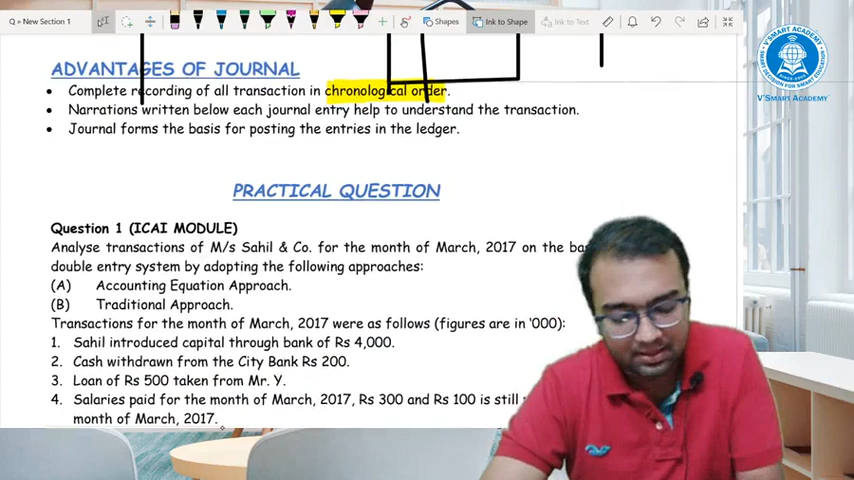 Q » New Section 1
Shapes
Ink to Shape
Ink to Text
ADVANTAGES OF JOURNAL
• Complete recording of all transaction in chronological order.
• Narrations written below each journal entry help to understand the transaction.
• Journal forms the basis for posting the entries in the ledger.
V'SMART ACADEMY
SMART DECISION FOR SMART EDUCATION
V'SMART ACADEMY
PRACTICAL QUESTION
Question 1 (ICAI MODULE)
Analyse transactions of M/s Sahil & Co. for the month of March, 2017 on the
double entry system by adopting the following approaches:
(A) Accounting Equation Approach.
(B) Traditional Approach.
Transactions for the month of March, 2017 were as follows (figures are in '000):
1. Sahil introduced capital through bank of Rs 4,000.
2. Cash withdrawn from the City Bank Rs 200.
3. Loan of Rs 500 taken from Mr. Y.
4. Salaries paid for the month of March, 2017, Rs 300 and Rs 100 is still
month of March, 2017.